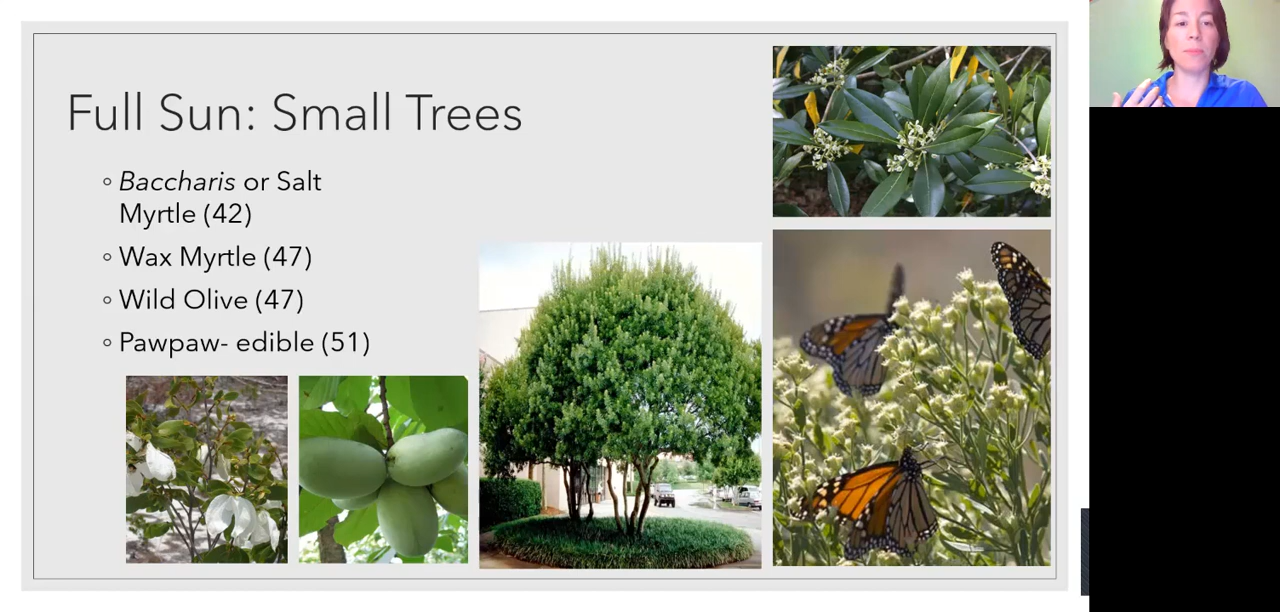 Full Sun: Small Trees
◦ Baccharis or Salt
Myrtle (42)
◦ Wax Myrtle (47)
◦ Wild Olive (47)
◦ Pawpaw- edible (51)